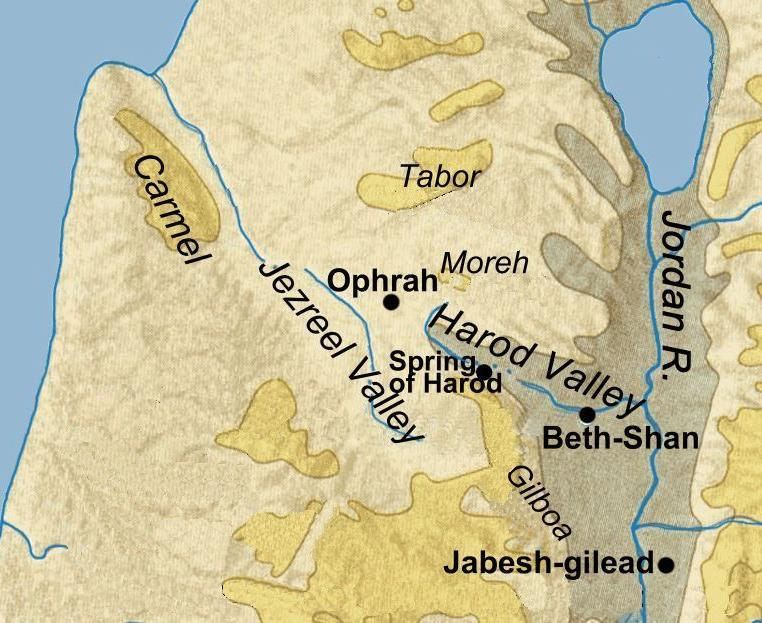 Carmel
Tabor
Moreh
Jordan R.
Ophrah
Jezreel Valley
Harod Valley
Spring
of Harod
Beth-Shan
Gilboa
Jabesh-gilead